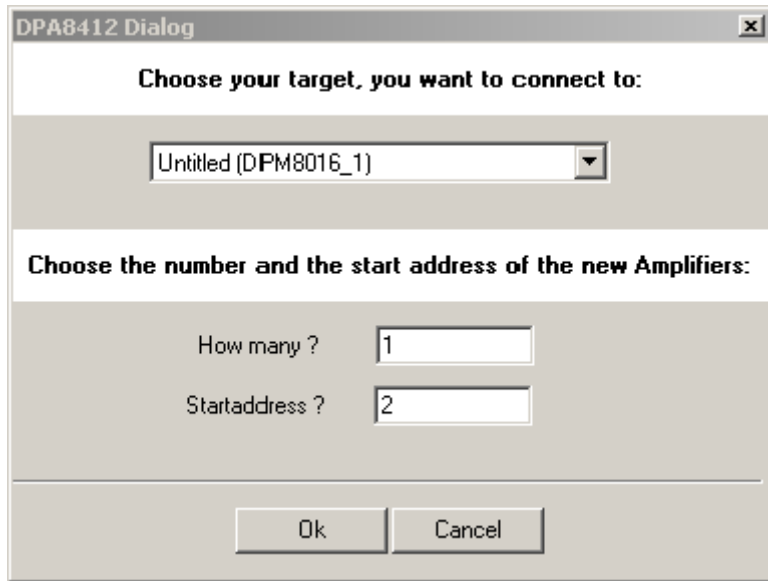 DPA8412 Dialog
Choose your target, you want to connect to:
Untitled (DPM8016_1)
Choose the number and the start address of the new Amplifiers:
How many ? 1
Startaddress ? 2
Ok Cancel